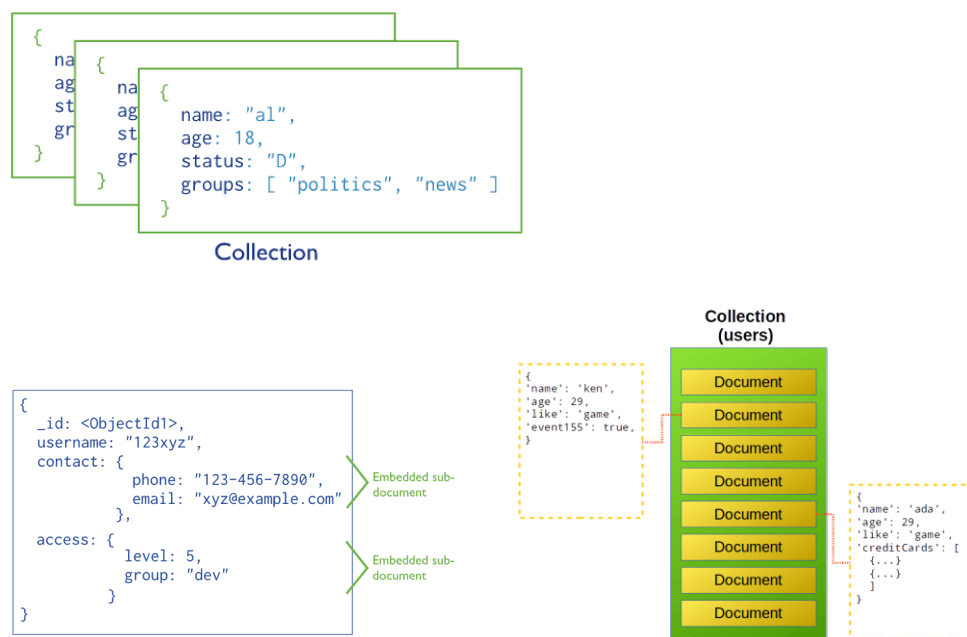 {
na
ag
st
gr
}
{
na
ag
st
gr
}
{
name: "al",
age: 18,
status: "D",
groups: [ "politics", "news" ]
}
Collection
{
_id: <ObjectId1>,
username: "123xyz",
contact: {
phone: "123-456-7890",
email: "xyz@example.com"
},
access: {
level: 5,
group: "dev"
}
}
Embedded sub-
document
Embedded sub-
document
Collection
(users)
{
'name': 'ken',
'age': 29,
'like': 'game',
'event155': true,
}
Document
Document
Document
Document
Document
Document
Document
Document
{
'name': 'ada',
'age': 29,
'like': 'game',
'creditCards': [
{...}
{...}
]
}